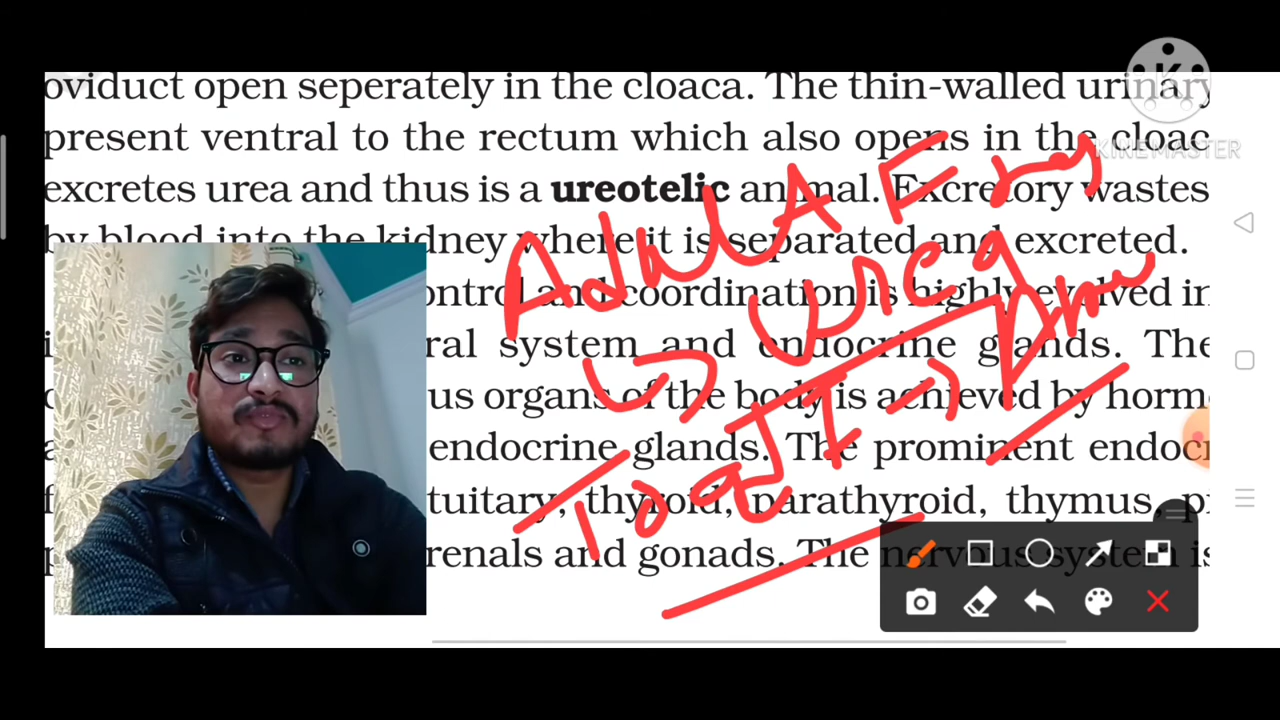 oviduct open seperately in the cloaca. The thin-walled urinary
present ventral to the rectum which also opens in the cloac
KINEMASTER
excretes urea and thus is a ureotelic animal. Excretory wastes
by blood into the kidney where it is separated and excreted.
ontrol and coordination is highly evolved in
ral system and endocrine glands. The
us organs of the body is achieved by horm
endocrine glands. The prominent endocr
tuitary, thyroid, parathyroid, thymus, p
renals and gonads. The nervous system is
Adult Frog
Urea